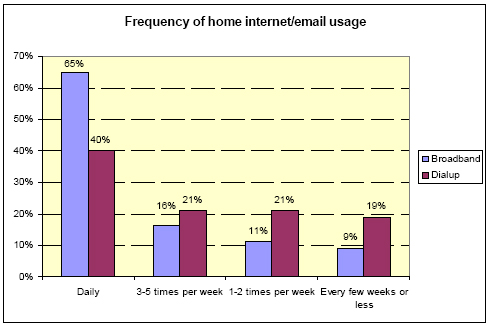 Frequency of home internet/email usage
70%
60%
50%
40%
30%
20%
10%
0%
65%
40%
16%
21%
11%
21%
9%
19%
Daily
3-5 times per week
1-2 times per week
Every few weeks or
less
Broadband
Dialup